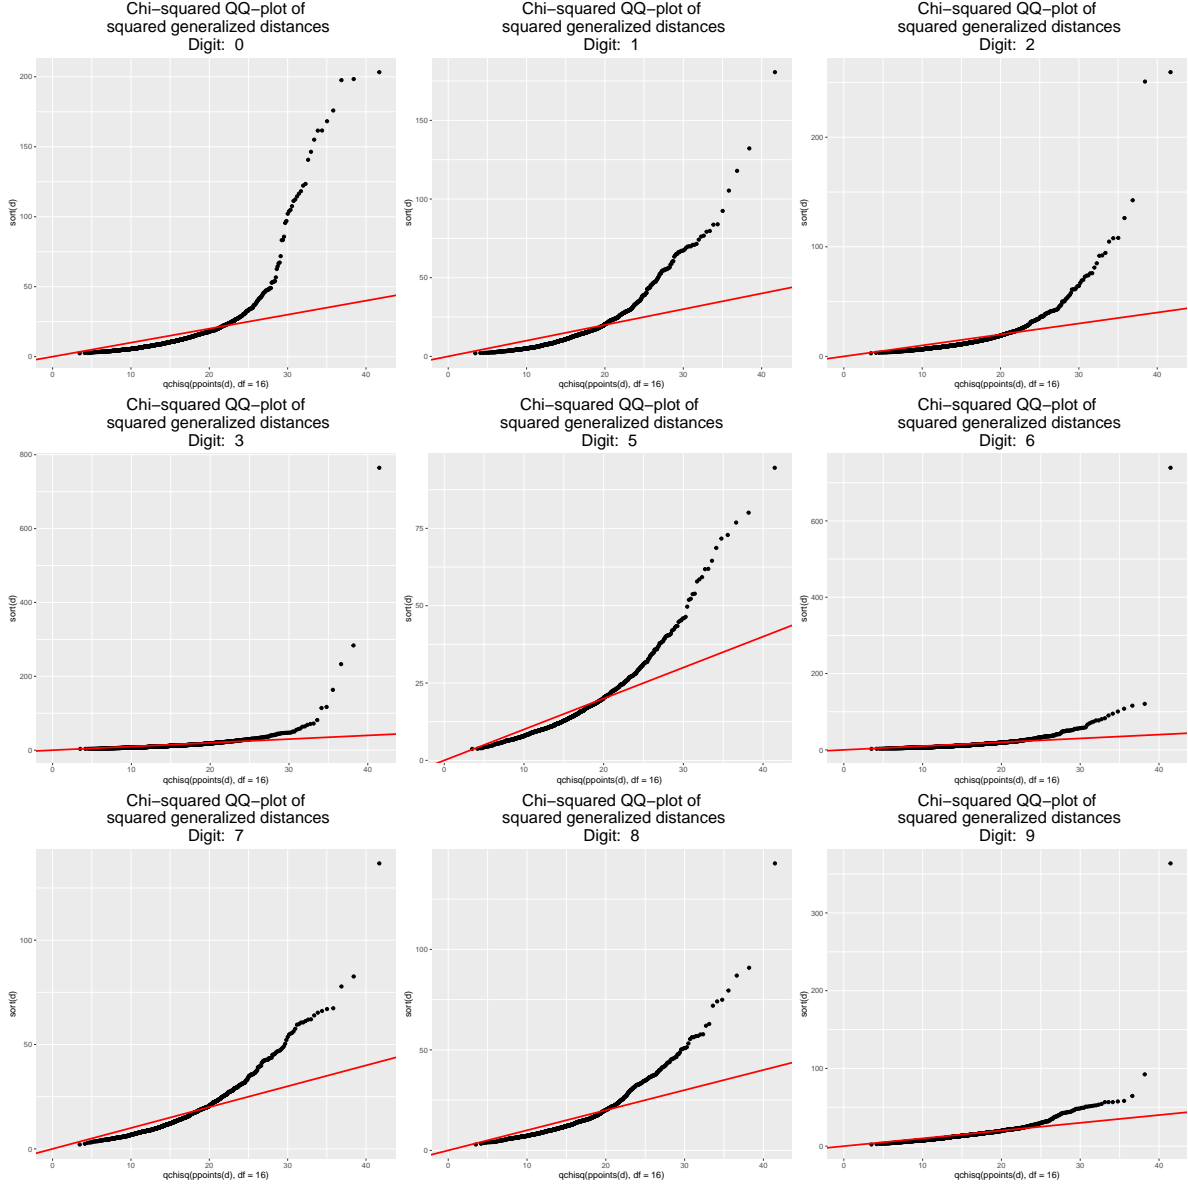 Chi−squared QQ−plot of
squared generalized distances
Digit: 0
200
150
100
50
0
sort(d)
0 10 20 30 40
qchisq(ppoints(d), df = 16)
Chi−squared QQ−plot of
squared generalized distances
Digit: 1
150
100
50
0
sort(d)
0 10 20 30 40
qchisq(ppoints(d), df = 16)
Chi−squared QQ−plot of
squared generalized distances
Digit: 2
200
100
0
sort(d)
0 10 20 30 40
qchisq(ppoints(d), df = 16)
Chi−squared QQ−plot of
squared generalized distances
Digit: 3
800
600
400
200
0
sort(d)
0 10 20 30 40
qchisq(ppoints(d), df = 16)
Chi−squared QQ−plot of
squared generalized distances
Digit: 5
75
50
25
0
sort(d)
0 10 20 30 40
qchisq(ppoints(d), df = 16)
Chi−squared QQ−plot of
squared generalized distances
Digit: 6
600
400
200
0
sort(d)
0 10 20 30 40
qchisq(ppoints(d), df = 16)
Chi−squared QQ−plot of
squared generalized distances
Digit: 7
100
50
0
sort(d)
0 10 20 30 40
qchisq(ppoints(d), df = 16)
Chi−squared QQ−plot of
squared generalized distances
Digit: 8
100
50
0
sort(d)
0 10 20 30 40
qchisq(ppoints(d), df = 16)
Chi−squared QQ−plot of
squared generalized distances
Digit: 9
300
200
100
0
sort(d)
0 10 20 30 40
qchisq(ppoints(d), df = 16)